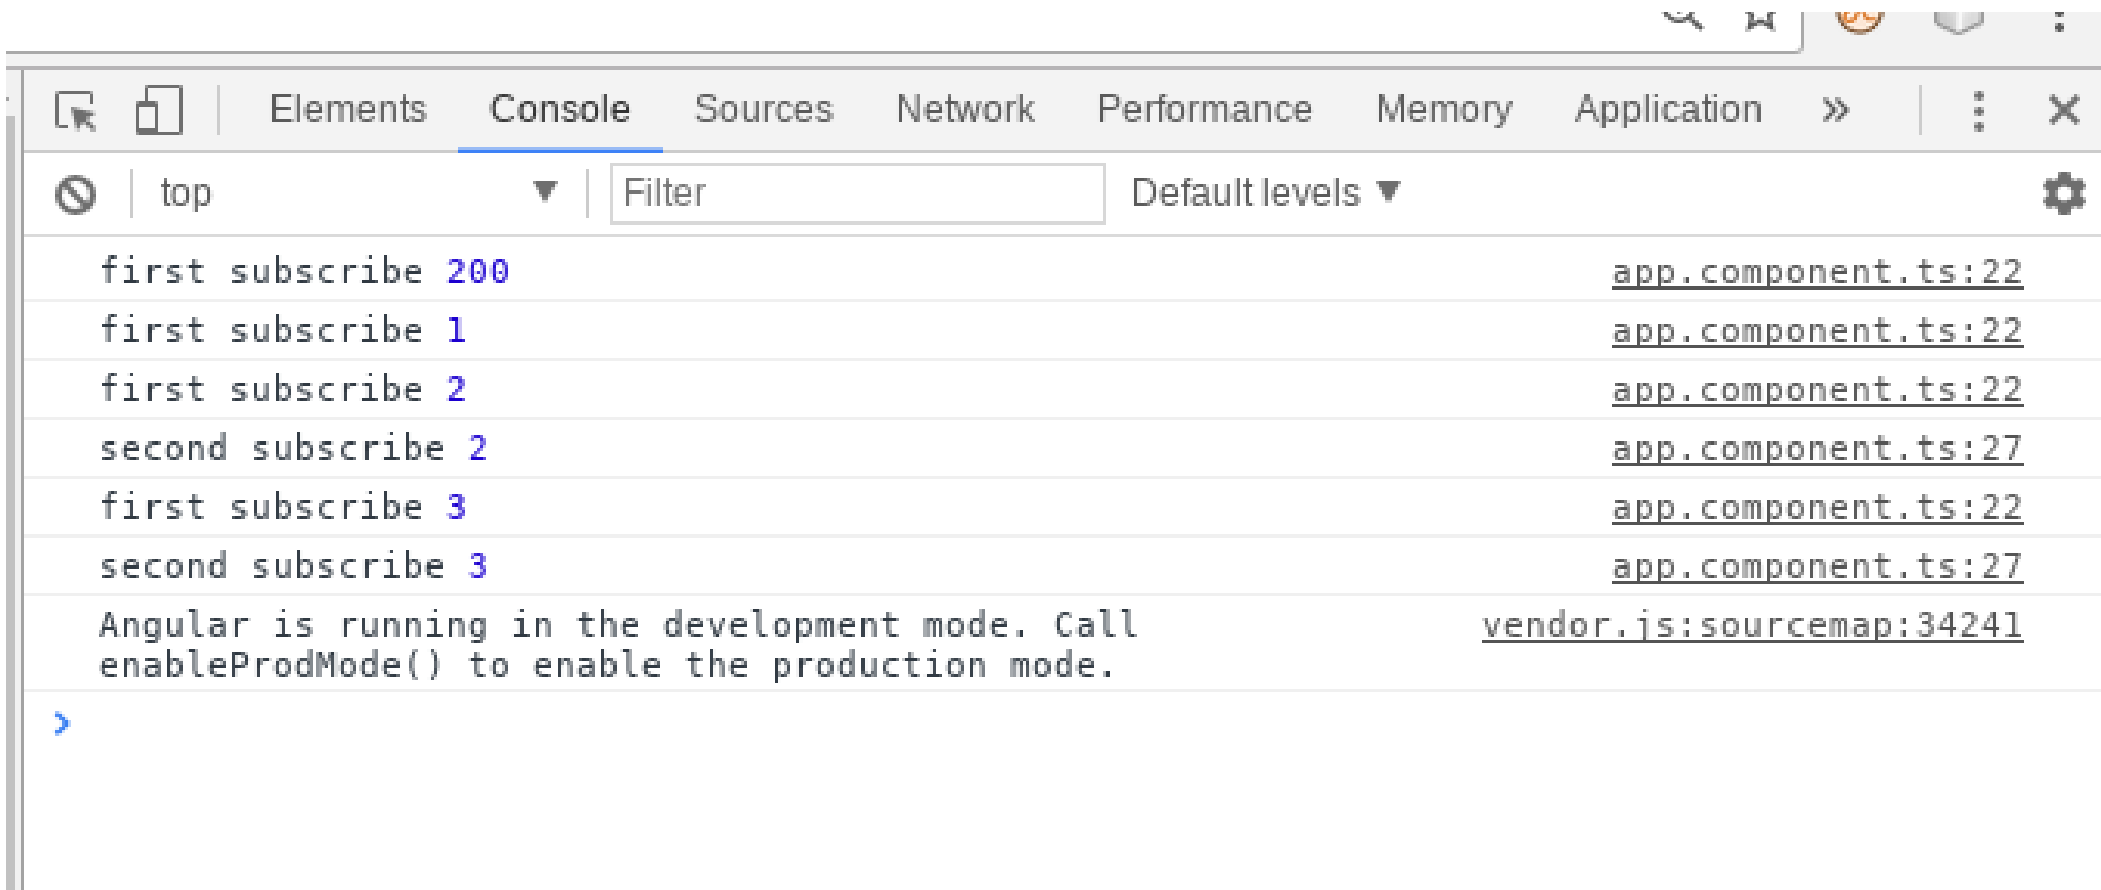 Elements Console Sources Network Performance Memory Application »
top ▼ Filter Default levels ▼
first subscribe 200 app.component.ts:22
first subscribe 1 app.component.ts:22
first subscribe 2 app.component.ts:22
second subscribe 2 app.component.ts:27
first subscribe 3 app.component.ts:22
second subscribe 3 app.component.ts:27
Angular is running in the development mode. Call vendor.js:sourcemap:34241
enableProdMode() to enable the production mode.